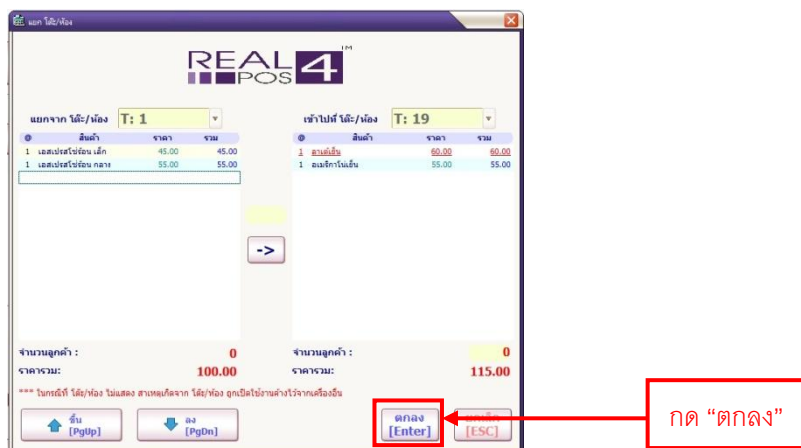 แยก โต๊ะ/ห้อง
REAL
POS
4
TM
แยกจาก โต๊ะ/ห้อง T: 1 เข้าไปที่ โต๊ะ/ห้อง T: 19
@ สินค้า ราคา รวม @ สินค้า ราคา รวม
1 เอสเปรสโซ่ร้อน เล็ก 45.00 45.00 1 ลาเต้เย็น 60.00 60.00
1 เอสเปรสโซ่ร้อน กลาง 55.00 55.00 1 อเมริกาโน่เย็น 55.00 55.00
->
จำนวนลูกค้า : 0 จำนวนลูกค้า : 0
ราคารวม: 100.00 ราคารวม: 115.00
*** ในกรณีที่ โต๊ะ/ห้อง ไม่แสดง สาเหตุเกิดจาก โต๊ะ/ห้อง ถูกเปิดใช้งานค้างไว้จากเครื่องอื่น
ขึ้น
[PgUp]
ลง
[PgDn]
ตกลง
[Enter]
ยกเลิก
[ESC]
กด “ตกลง”